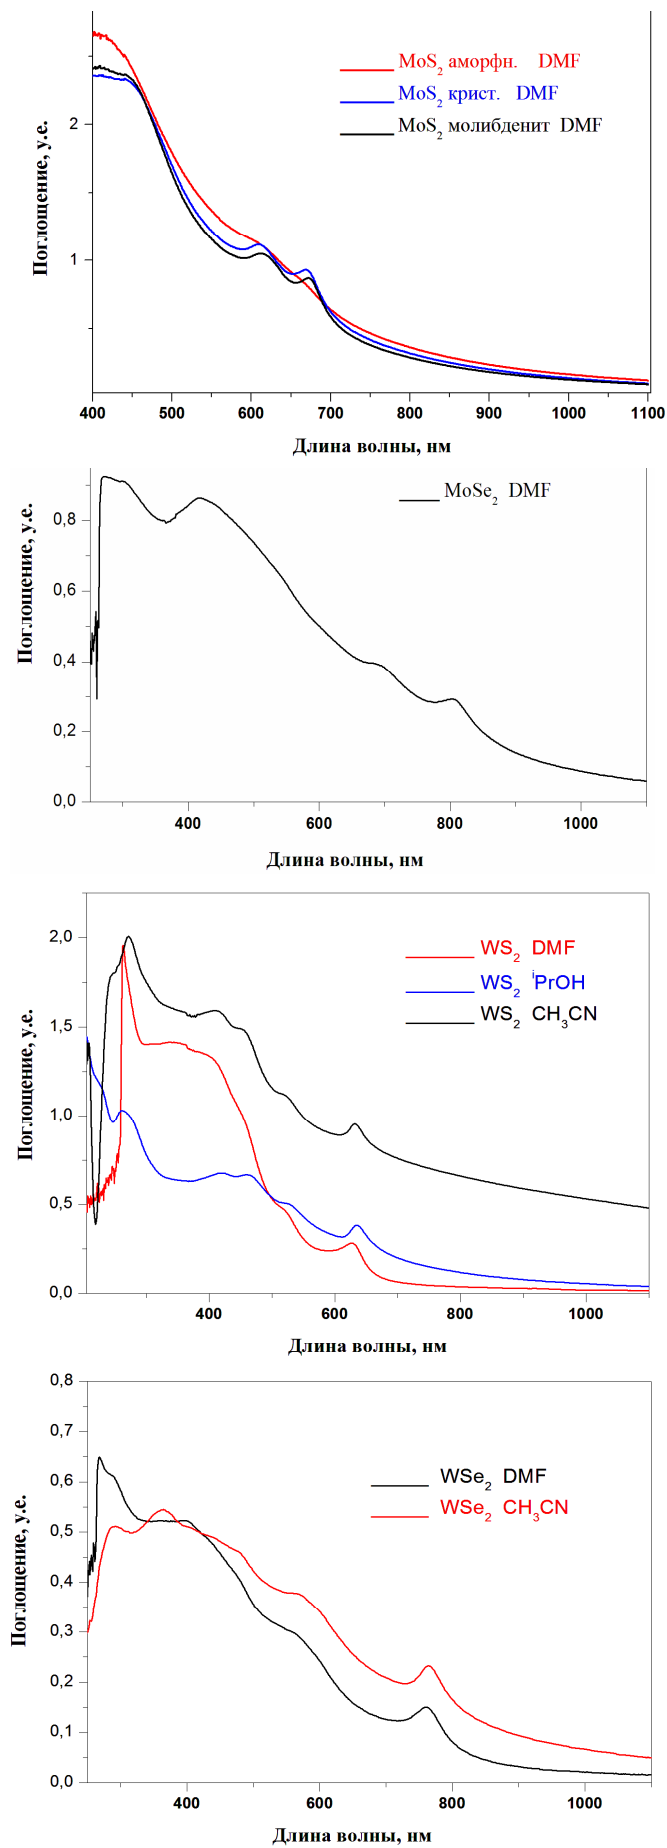 Поглощение, у.е.
MoS2 аморфн. DMF
MoS2 крист. DMF
MoS2 молибденит DMF
2
1
400 500 600 700 800 900 1000 1100
Длина волны, нм
Поглощение, у.е.
MoSe2 DMF
0,8
0,6
0,4
0,2
0,0
400 600 800 1000
Длина волны, нм
Поглощение, у.е.
WS2 DMF
WS2 iPrOH
WS2 CH3CN
2,0
1,5
1,0
0,5
0,0
400 600 800 1000
Длина волны, нм
Поглощение, у.е.
WSe2 DMF
WSe2 CH3CN
0,8
0,7
0,6
0,5
0,4
0,3
0,2
0,1
0,0
400 600 800 1000
Длина волны, нм